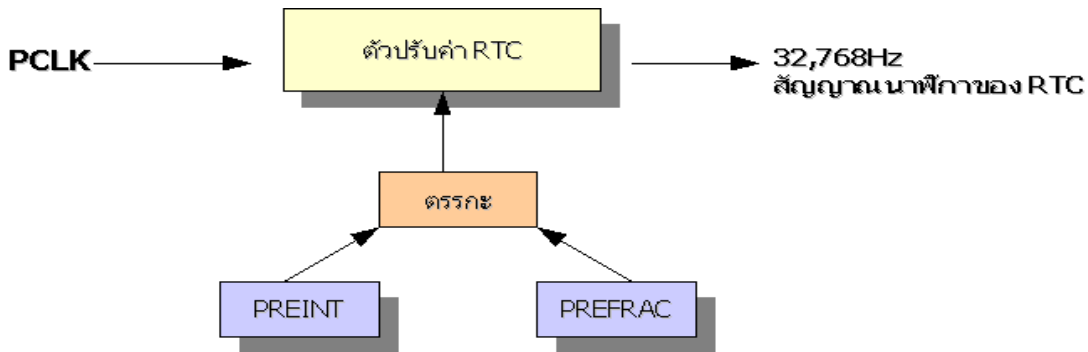 ตัวปรับค่า RTC
PCLK
32,768Hz
สัญญาณนาฬิกาของ RTC
ตรรกะ
PREINT
PREFRAC